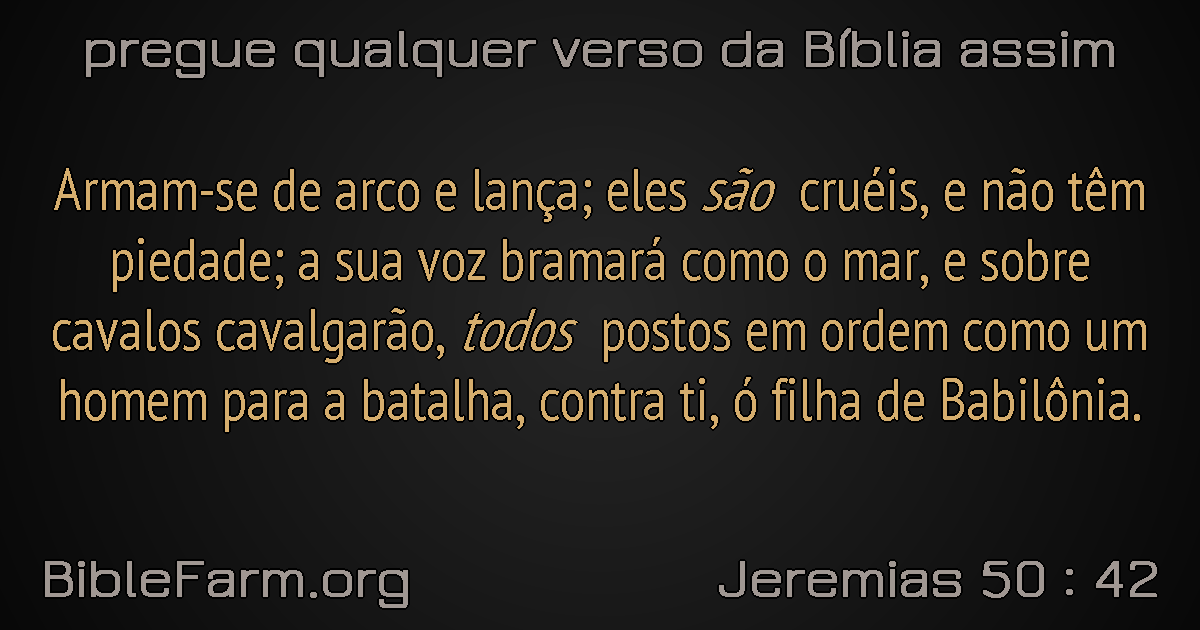 pregue qualquer verso da Bíblia assim
Armam-se de arco e lança; eles são cruéis, e não têm
piedade; a sua voz bramará como o mar, e sobre
cavalos cavalgarão, todos postos em ordem como um
homem para a batalha, contra ti, ó filha de Babilônia.
BibleFarm.org
Jeremias 50 : 42